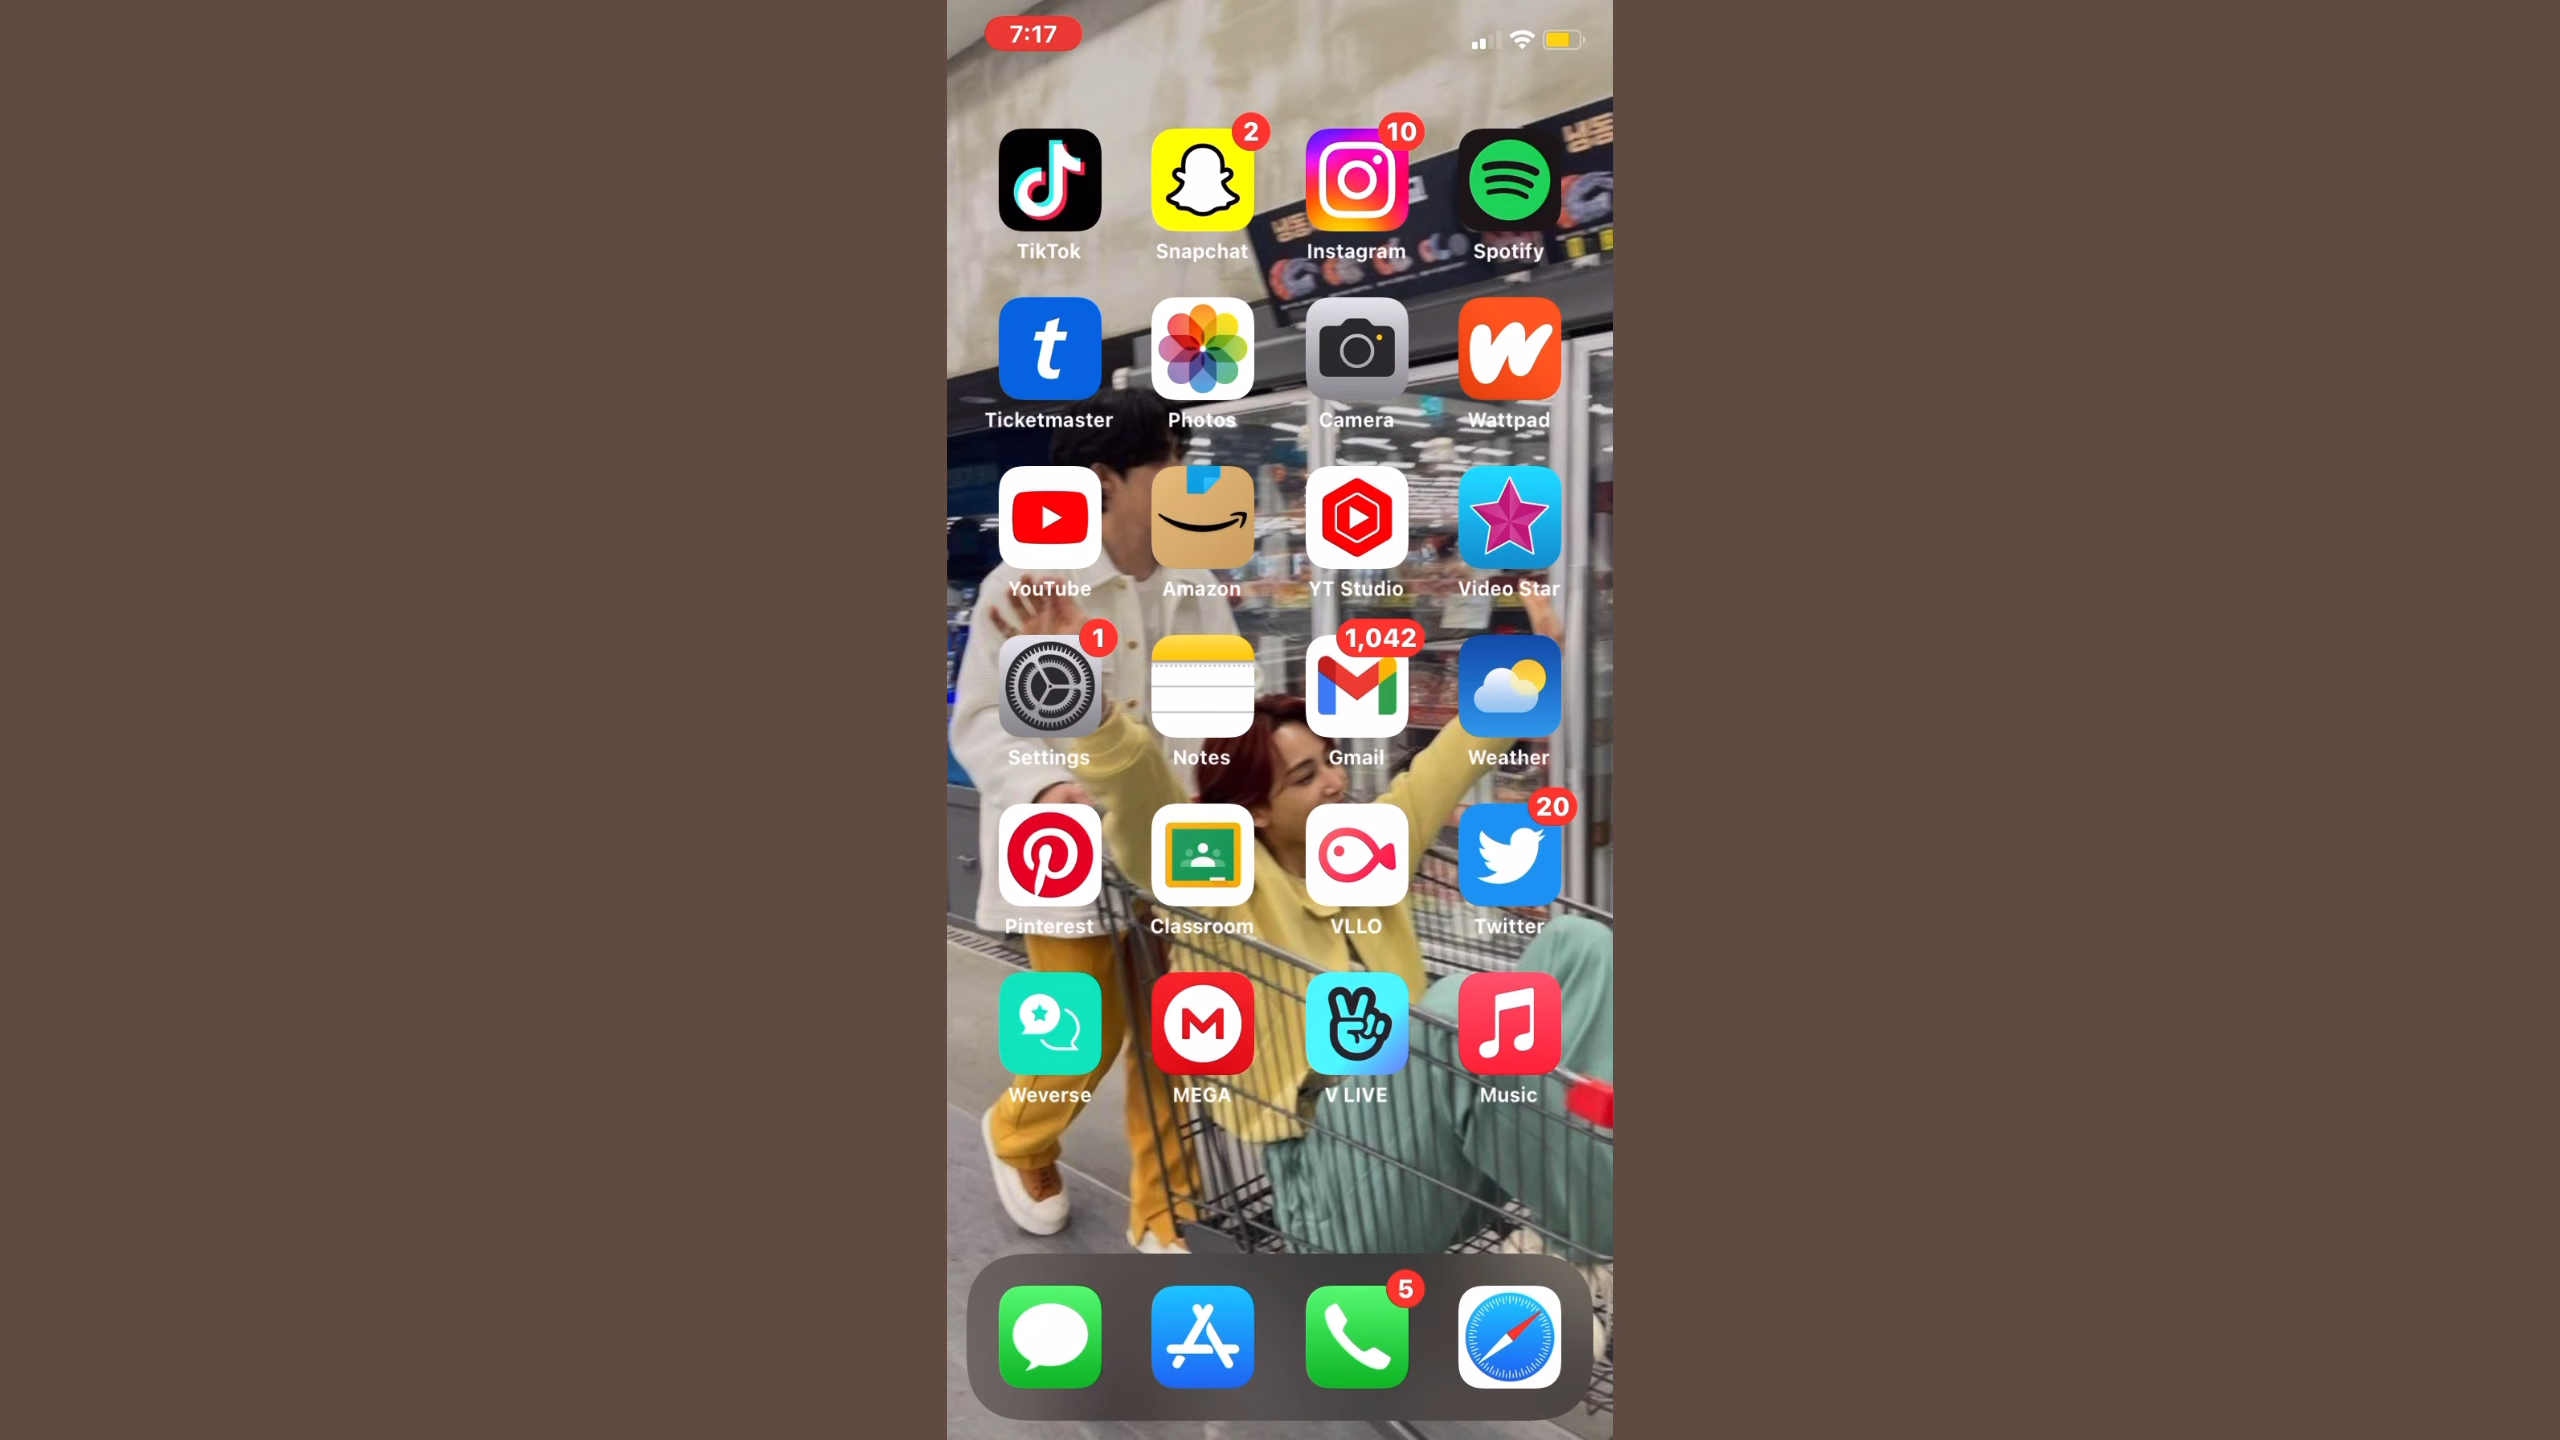 7:17
2
10
TikTok
Snapchat
Instagram
Spotify
Ticketmaster
Photos
Camera
Wattpad
YouTube
Amazon
YT Studio
Video Star
1
1,042
Settings
Notes
Gmail
Weather
20
Pinterest
Classroom
VLLO
Twitter
Weverse
MEGA
V LIVE
Music
5